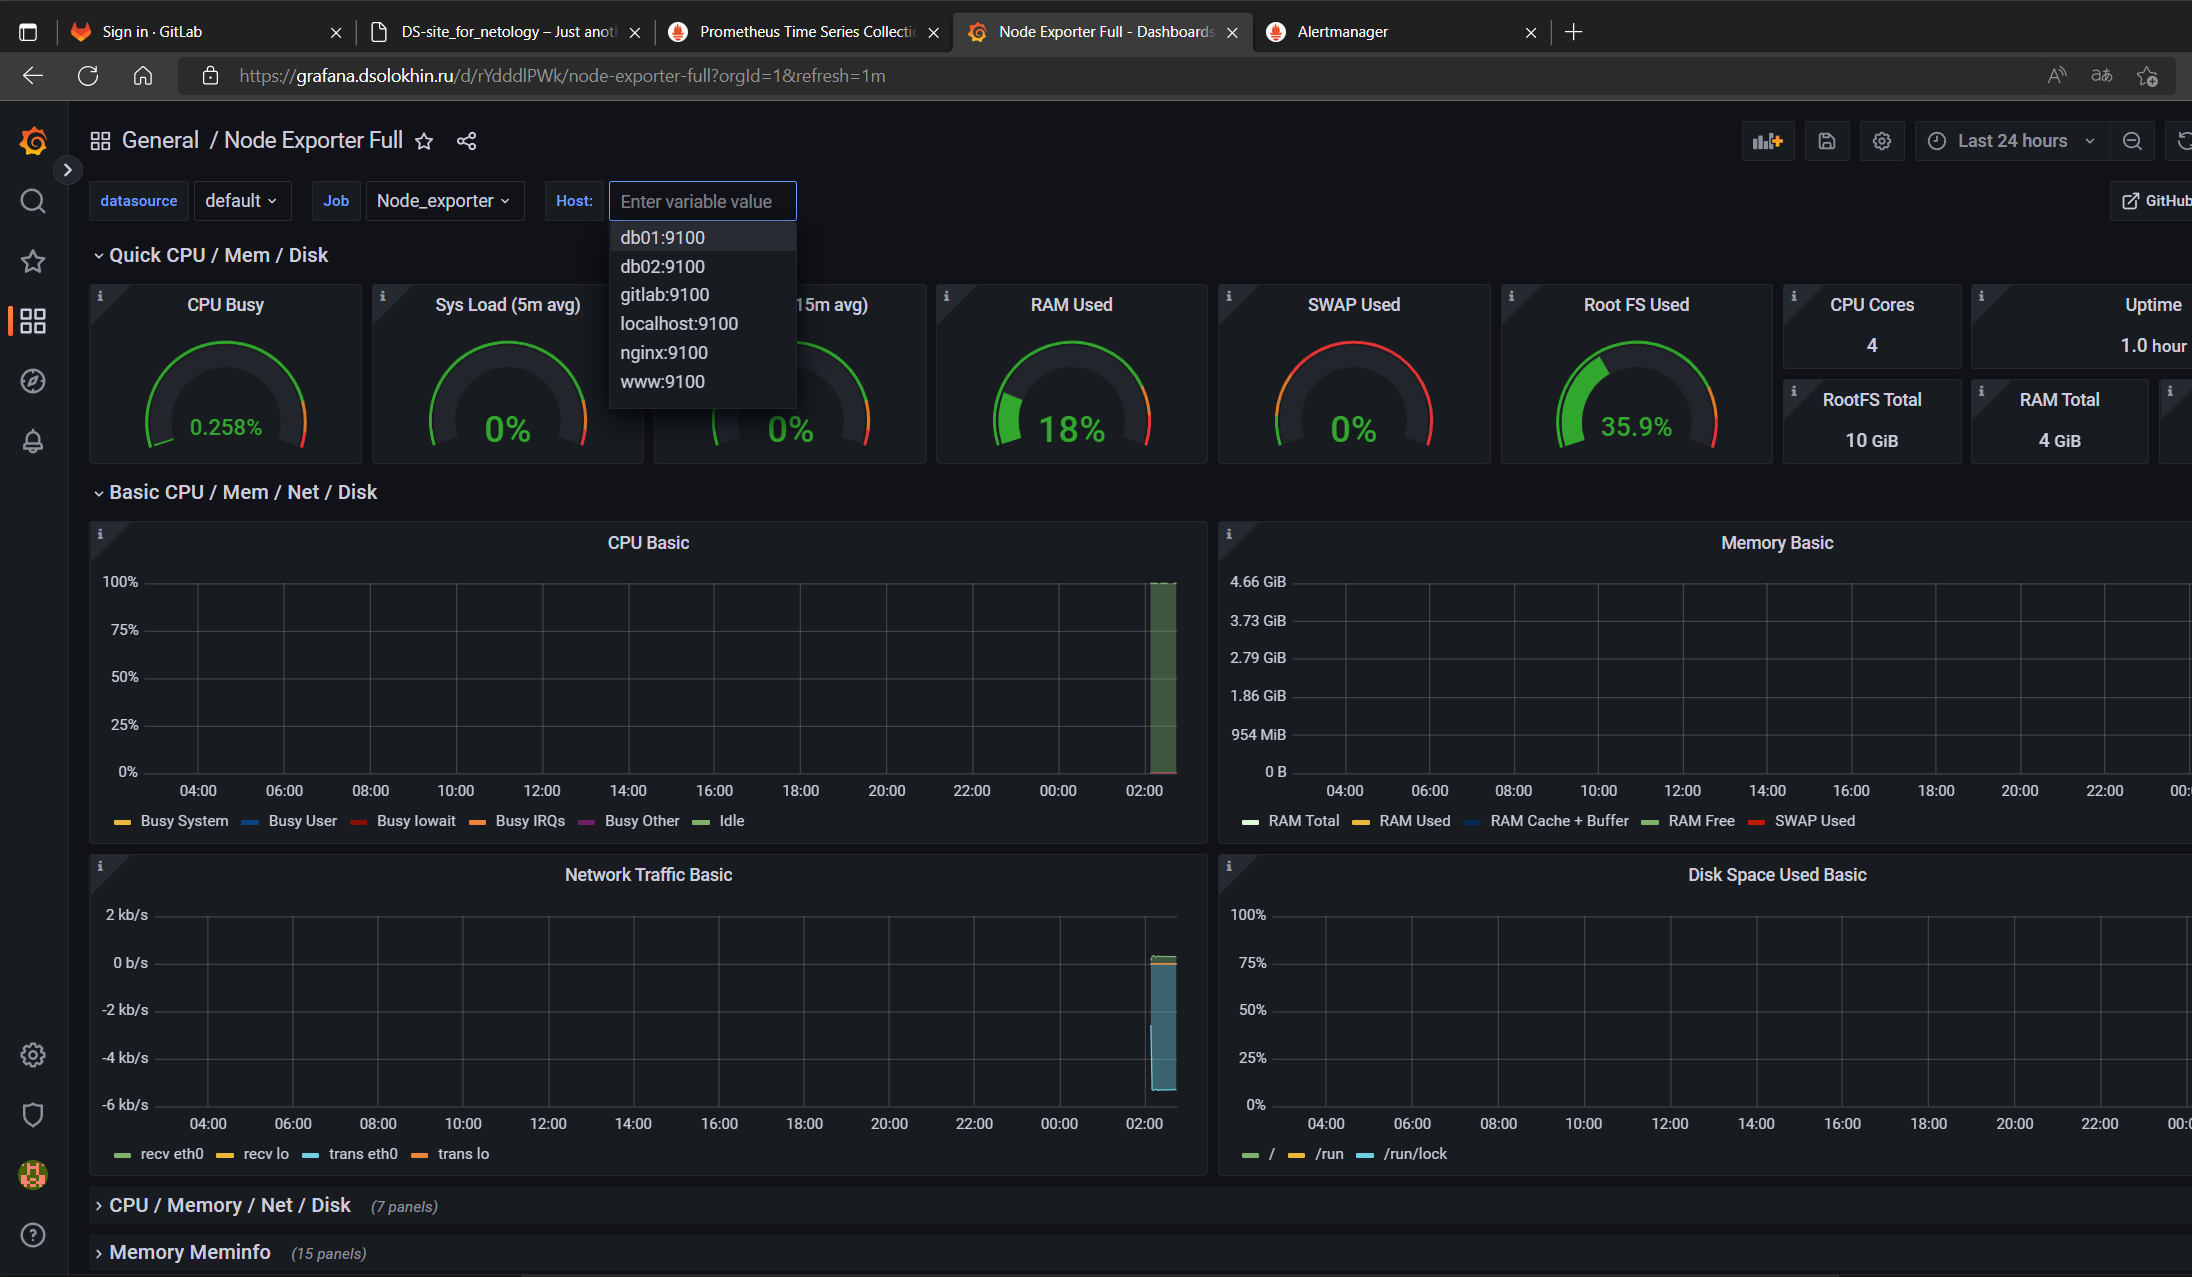 Sign in · GitLab
DS-site_for_netology – Just anot
Prometheus Time Series Collecti
Node Exporter Full - Dashboards
Alertmanager
https://grafana.dsolokhin.ru/d/rYdddlPWk/node-exporter-full?orgId=1&refresh=1m
General / Node Exporter Full
Last 24 hours
datasource default Job Node_exporter Host: Enter variable value
GitHub
db01:9100
db02:9100
gitlab:9100
localhost:9100
nginx:9100
www:9100
Quick CPU / Mem / Disk
CPU Busy
0.258%
Sys Load (5m avg)
0%
15m avg)
0%
RAM Used
18%
SWAP Used
0%
Root FS Used
35.9%
CPU Cores
4
Uptime
1.0 hour
RootFS Total
10 GiB
RAM Total
4 GiB
Basic CPU / Mem / Net / Disk
CPU Basic
100%
75%
50%
25%
0%
04:00 06:00 08:00 10:00 12:00 14:00 16:00 18:00 20:00 22:00 00:00 02:00
Busy System Busy User Busy Iowait Busy IRQs Busy Other Idle
Memory Basic
4.66 GiB
3.73 GiB
2.79 GiB
1.86 GiB
954 MiB
0 B
04:00 06:00 08:00 10:00 12:00 14:00 16:00 18:00 20:00 22:00 00:
RAM Total RAM Used RAM Cache + Buffer RAM Free SWAP Used
Network Traffic Basic
2 kb/s
0 b/s
-2 kb/s
-4 kb/s
-6 kb/s
04:00 06:00 08:00 10:00 12:00 14:00 16:00 18:00 20:00 22:00 00:00 02:00
recv eth0 recv lo trans eth0 trans lo
Disk Space Used Basic
100%
75%
50%
25%
0%
04:00 06:00 08:00 10:00 12:00 14:00 16:00 18:00 20:00 22:00 00:
/ /run /run/lock
CPU / Memory / Net / Disk (7 panels)
Memory Meminfo (15 panels)